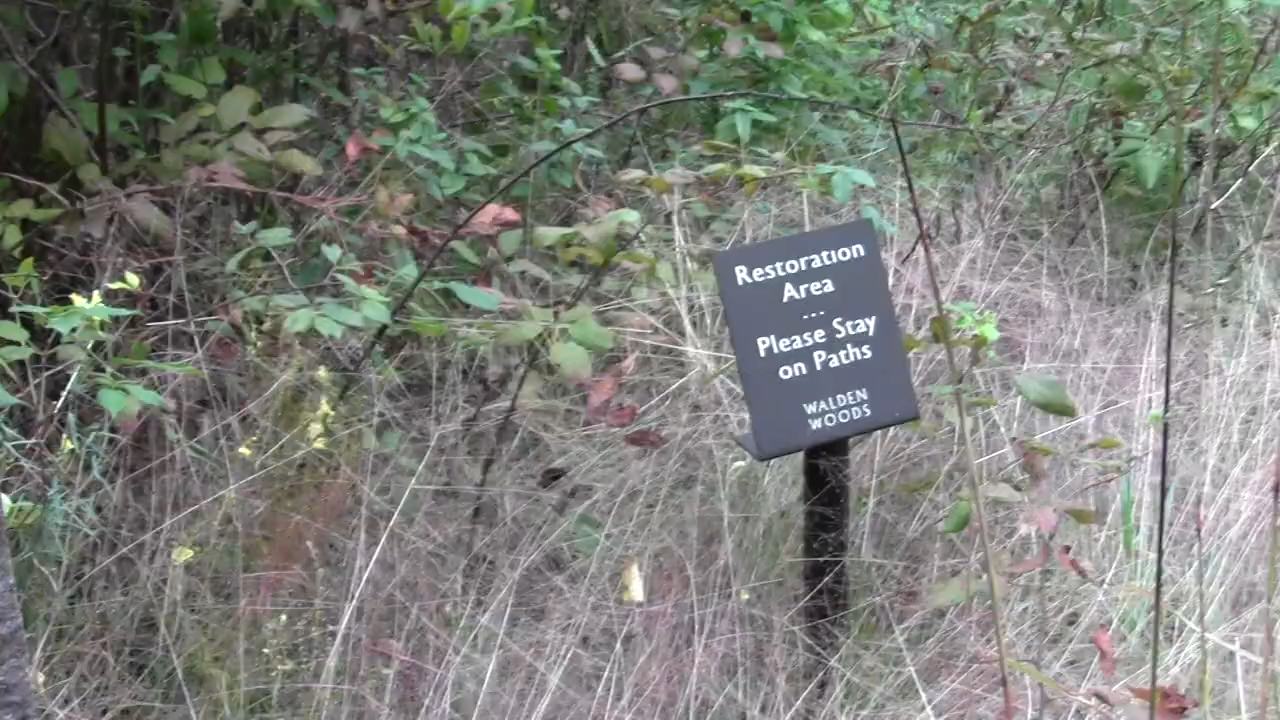 Restoration
Area
...
Please Stay
on Paths
WALDEN
WOODS